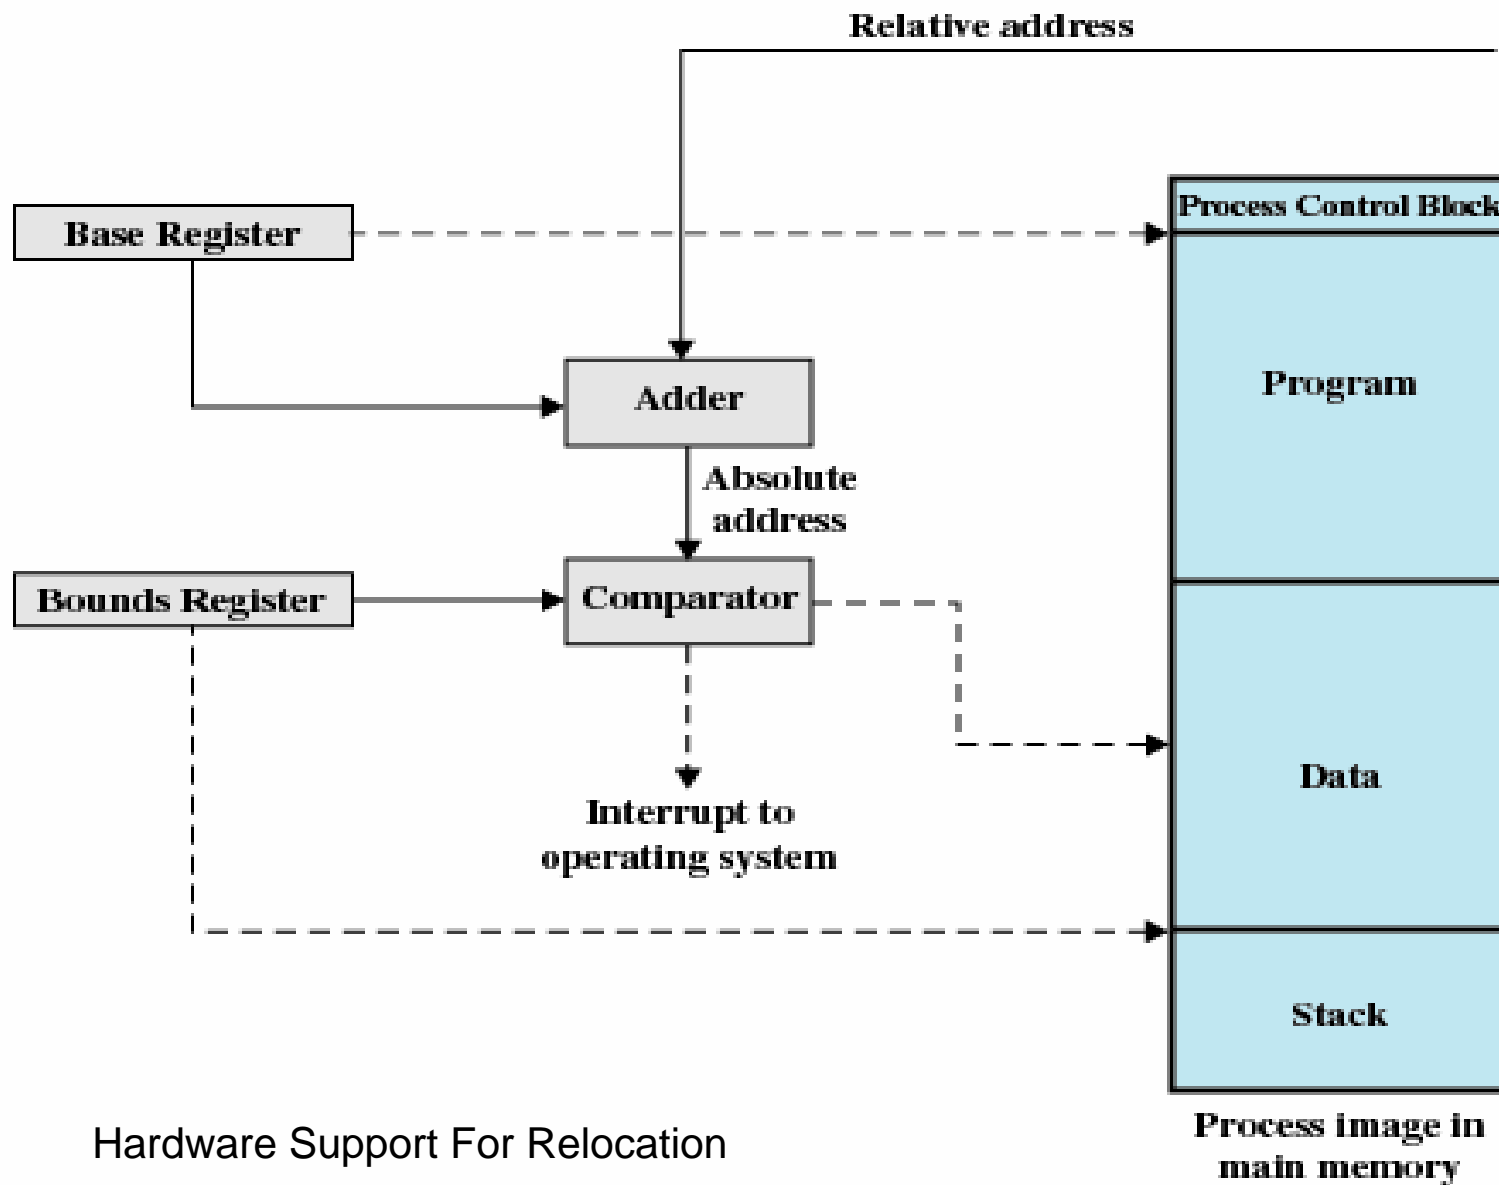 Relative address
Process Control Block
Base Register
Program
Adder
Absolute
address
Bounds Register
Comparator
Data
Interrupt to
operating system
Stack
Process image in
main memory
Hardware Support For Relocation